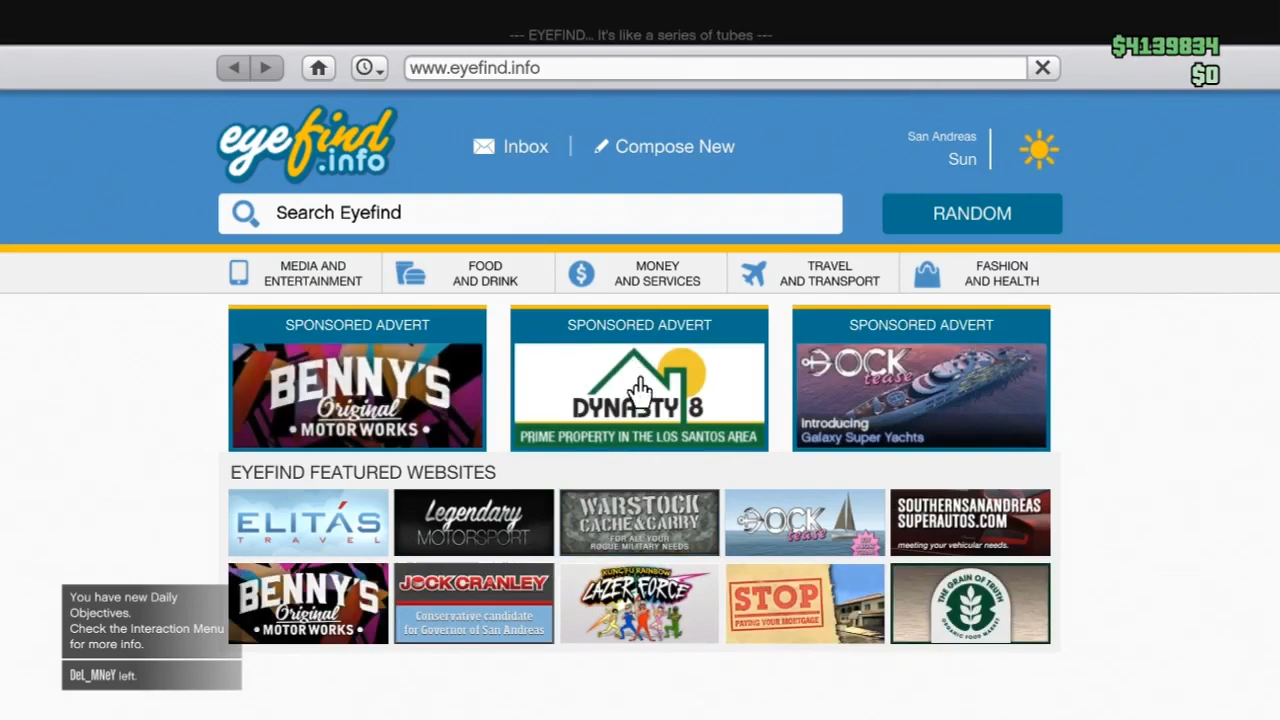 --- EYEFIND... It's like a series of tubes ---
$4139834
$0
www.eyefind.info
eyefind
.info
Inbox
Compose New
San Andreas
Sun
Search Eyefind
RANDOM
MEDIA AND
ENTERTAINMENT
FOOD
AND DRINK
MONEY
AND SERVICES
TRAVEL
AND TRANSPORT
FASHION
AND HEALTH
SPONSORED ADVERT
BENNY'S
Original
• MOTOR WORKS •
SPONSORED ADVERT
DYNASTY 8
PRIME PROPERTY IN THE LOS SANTOS AREA
SPONSORED ADVERT
DOCK
tease
Introducing
Galaxy Super Yachts
EYEFIND FEATURED WEBSITES
ELITÁS
TRAVEL
Legendary
MOTORSPORT
WARSTOCK
CACHE & CARRY
FOR ALL YOUR
ROGUE MILITARY NEEDS
DOCK
tease
SOUTHERNSANANDREAS
SUPERAUTOS.COM
meeting your vehicular needs.
BENNY'S
Original
• MOTOR WORKS •
JOCK CRANLEY
Conservative candidate
for Governor of San Andreas
KUNG FU RAINBOW
LAZER FORCE
STOP
PAYING YOUR MORTGAGE
THE GRAIN OF TRUTH
ORGANIC FOOD MARKET
You have new Daily
Objectives.
Check the Interaction Menu
for more info.
DeL_MNeY left.